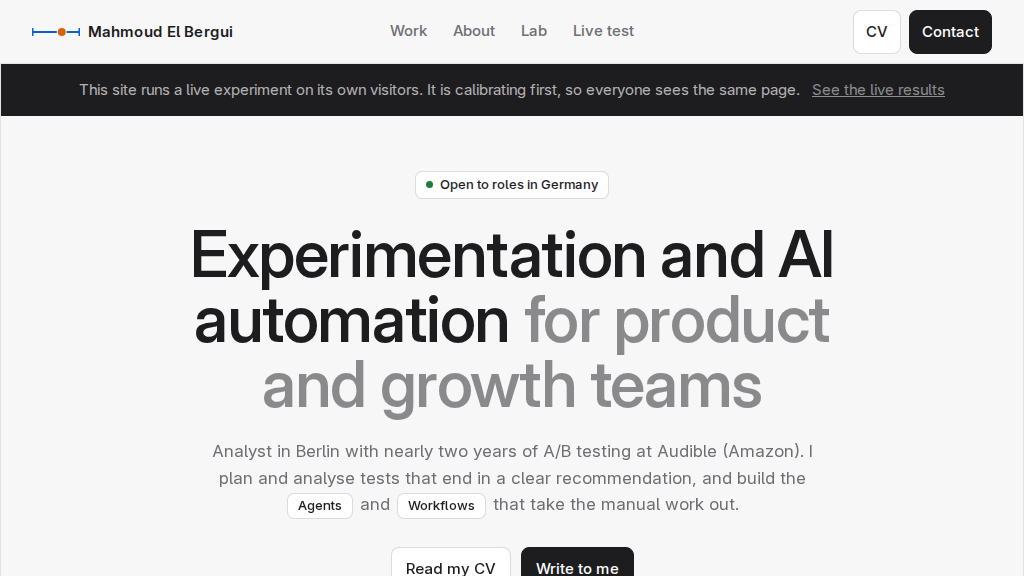 Mahmoud El Bergui
Work
About
Lab
Live test
CV
Contact
This site runs a live experiment on its own visitors. It is calibrating first, so everyone sees the same page. See the live results
Open to roles in Germany
Experimentation and AI
automation for product
and growth teams
Analyst in Berlin with nearly two years of A/B testing at Audible (Amazon). I
plan and analyse tests that end in a clear recommendation, and build the
Agents and Workflows that take the manual work out.
Read my CV
Write to me